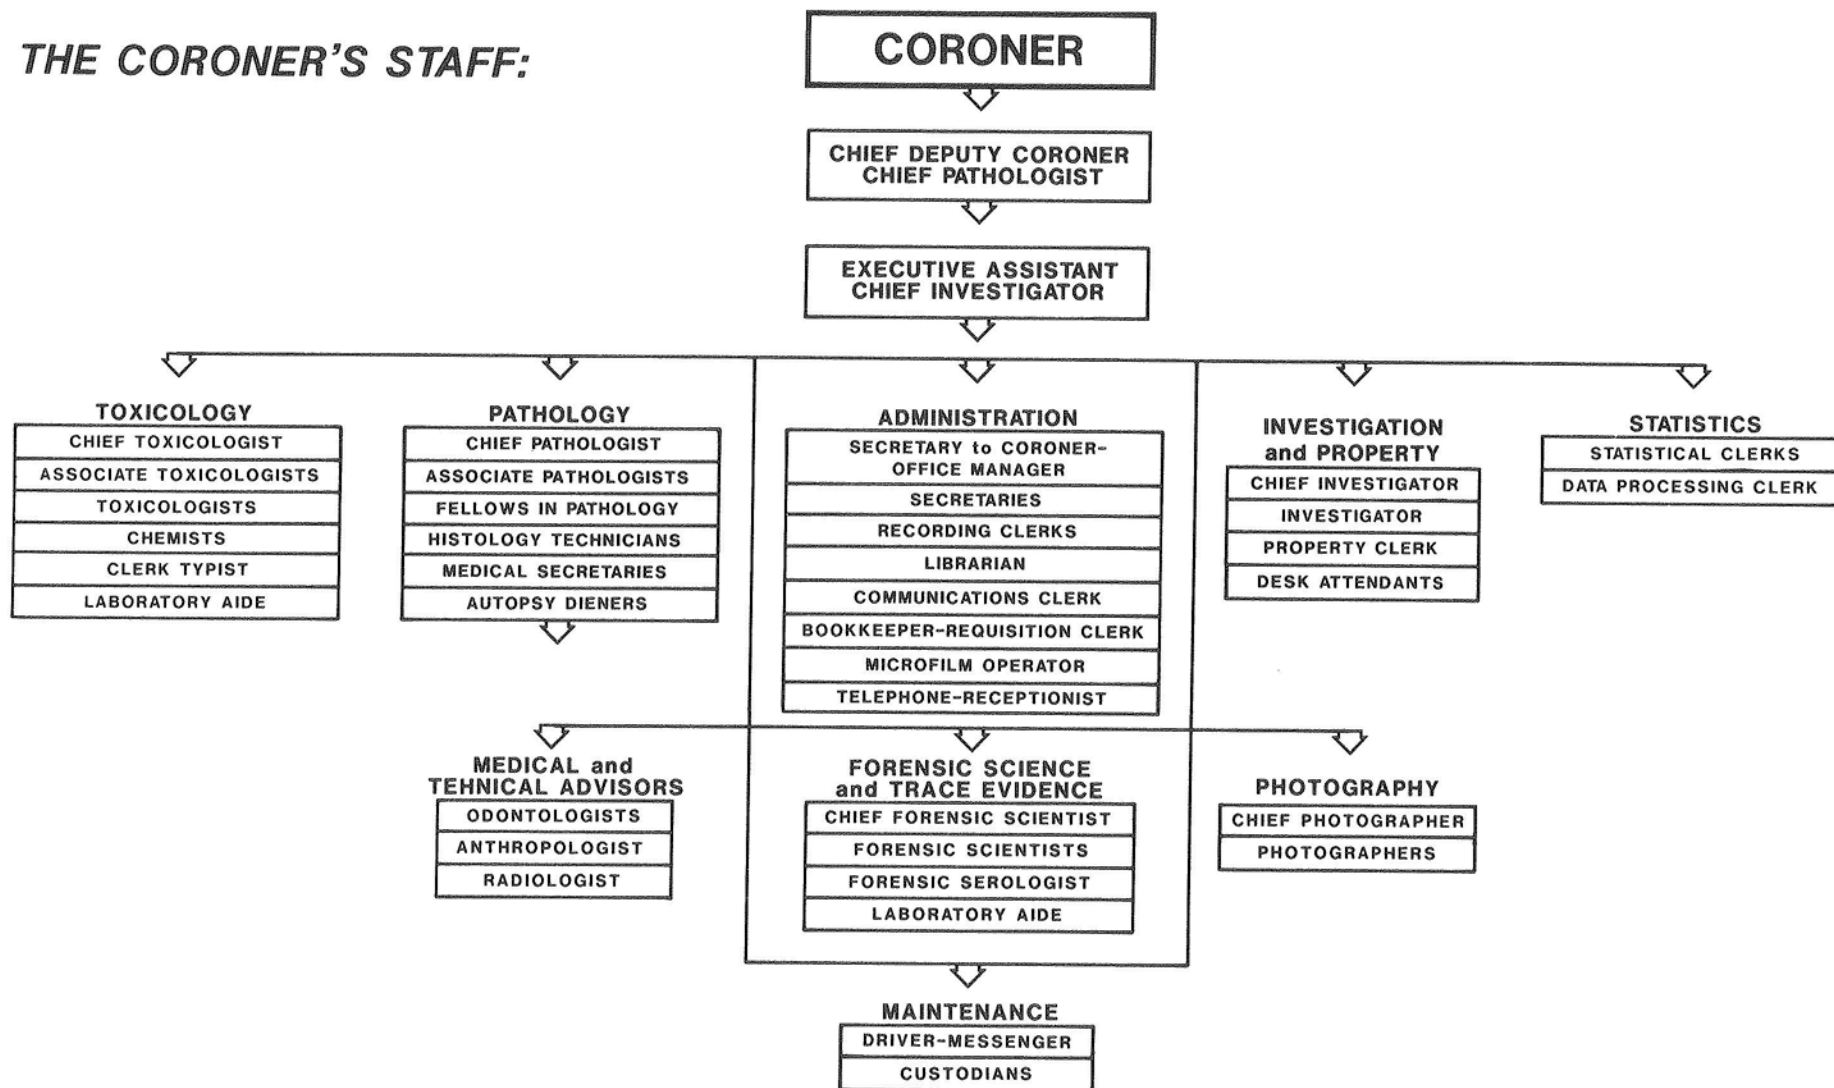 THE CORONER'S STAFF:
CORONER
CHIEF DEPUTY CORONER
CHIEF PATHOLOGIST
EXECUTIVE ASSISTANT
CHIEF INVESTIGATOR
TOXICOLOGY
CHIEF TOXICOLOGIST
ASSOCIATE TOXICOLOGISTS
TOXICOLOGISTS
CHEMISTS
CLERK TYPIST
LABORATORY AIDE
PATHOLOGY
CHIEF PATHOLOGIST
ASSOCIATE PATHOLOGISTS
FELLOWS IN PATHOLOGY
HISTOLOGY TECHNICIANS
MEDICAL SECRETARIES
AUTOPSY DIENERS
ADMINISTRATION
SECRETARY to CORONER-
OFFICE MANAGER
SECRETARIES
RECORDING CLERKS
LIBRARIAN
COMMUNICATIONS CLERK
BOOKKEEPER-REQUISITION CLERK
MICROFILM OPERATOR
TELEPHONE-RECEPTIONIST
INVESTIGATION
and PROPERTY
CHIEF INVESTIGATOR
INVESTIGATOR
PROPERTY CLERK
DESK ATTENDANTS
STATISTICS
STATISTICAL CLERKS
DATA PROCESSING CLERK
MEDICAL and
TEHNICAL ADVISORS
ODONTOLOGISTS
ANTHROPOLOGIST
RADIOLOGIST
FORENSIC SCIENCE
and TRACE EVIDENCE
CHIEF FORENSIC SCIENTIST
FORENSIC SCIENTISTS
FORENSIC SEROLOGIST
LABORATORY AIDE
PHOTOGRAPHY
CHIEF PHOTOGRAPHER
PHOTOGRAPHERS
MAINTENANCE
DRIVER-MESSENGER
CUSTODIANS